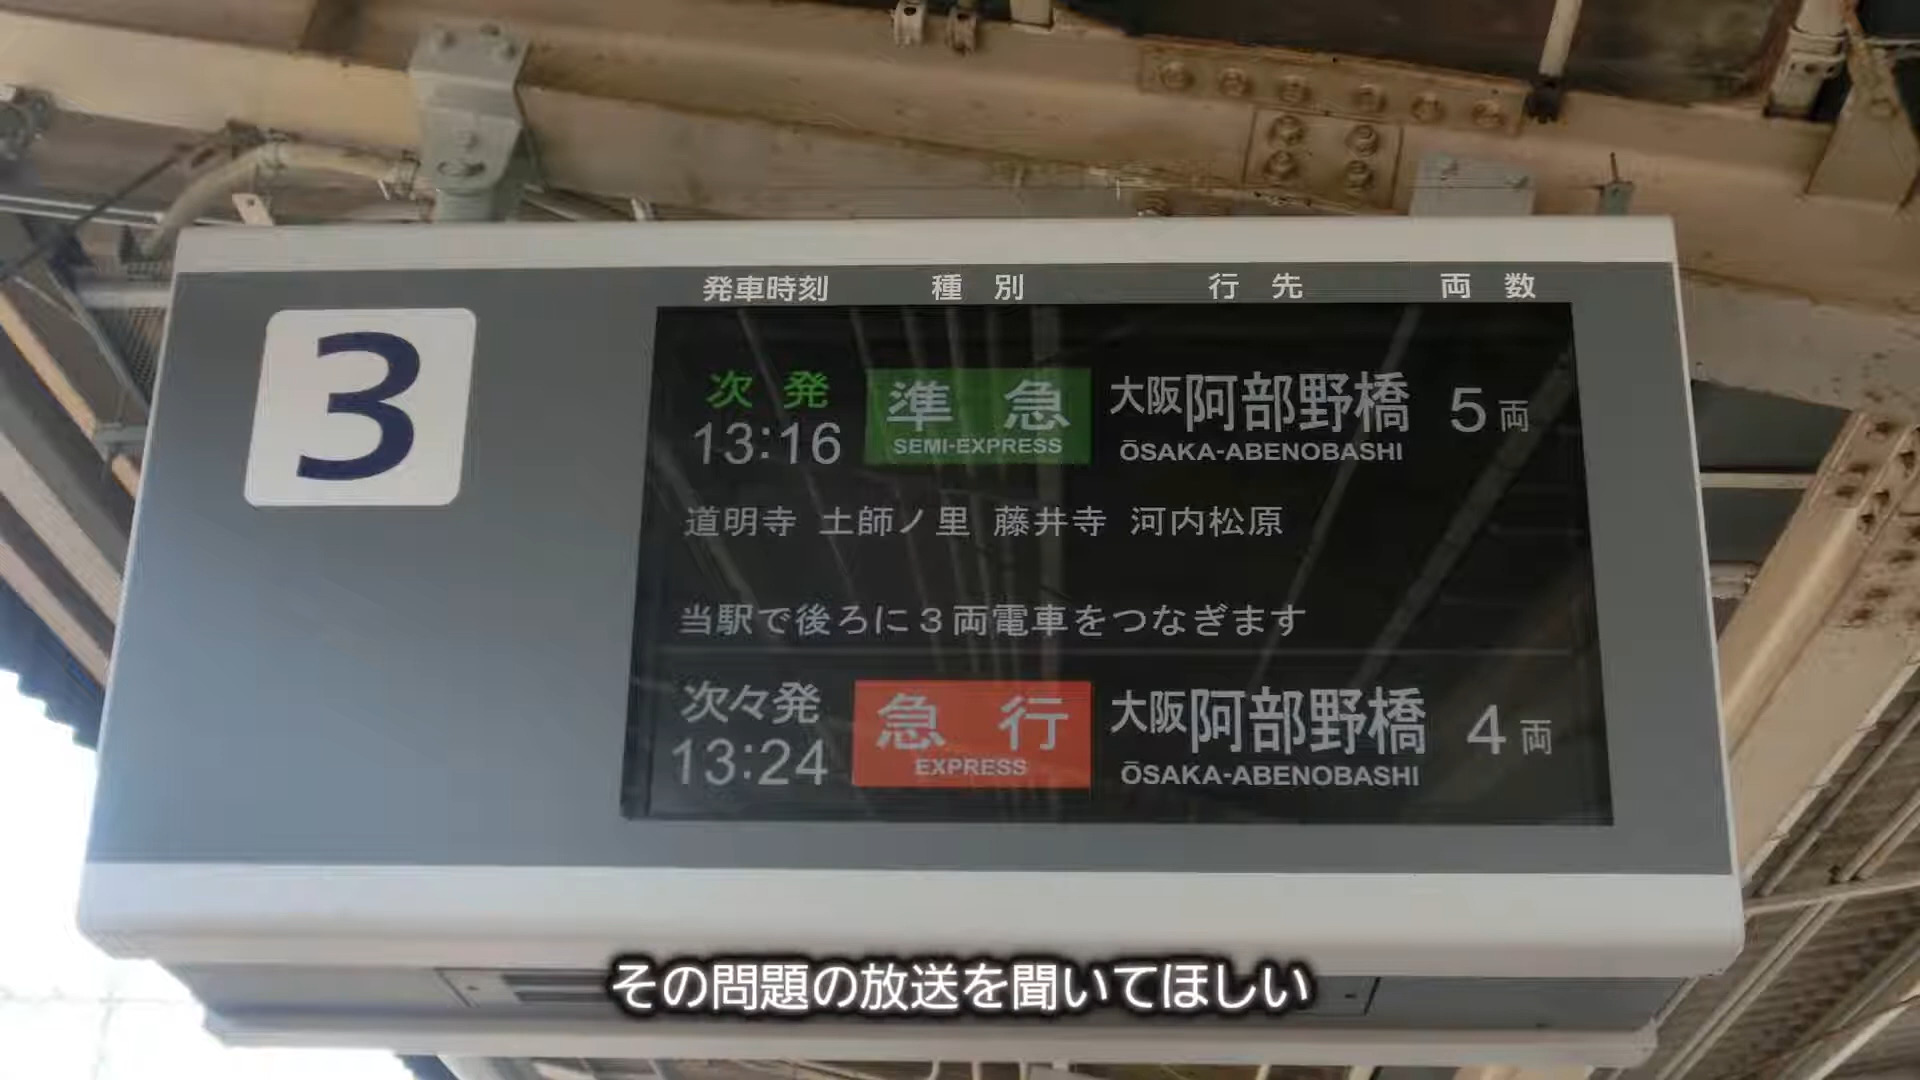 3
発車時刻 種別 行先 両数
次発 準急 大阪阿部野橋 5両
13:16 SEMI-EXPRESS ŌSAKA-ABENOBASHI
道明寺 土師ノ里 藤井寺 河内松原
当駅で後ろに3両電車をつなぎます
次々発 急行 大阪阿部野橋 4両
13:24 EXPRESS ŌSAKA-ABENOBASHI
その問題の放送を聞いてほしい